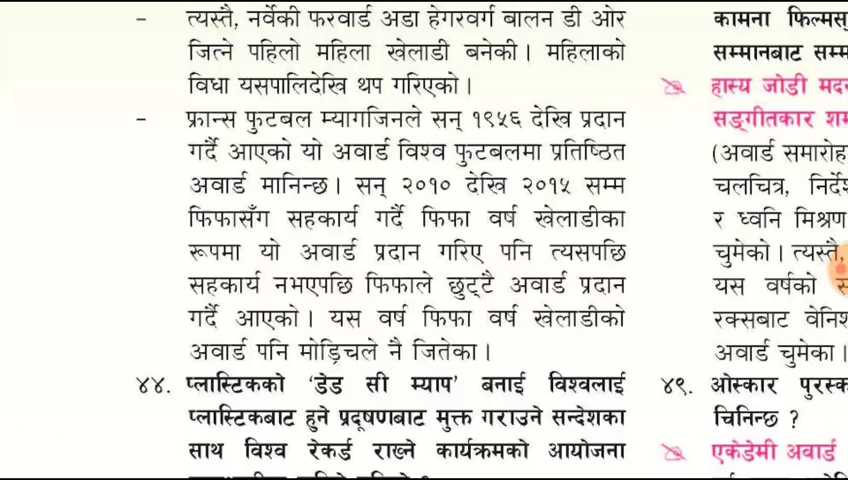 - त्यस्तै, नर्वेकी फरवार्ड अडा हेगरवर्ग बालन डी ओर
जित्ने पहिलो महिला खेलाडी बनेकी। महिलाको
विधा यसपालिदेखि थप गरिएको।
- फ्रान्स फुटबल म्यागजिनले सन् १९५६ देखि प्रदान
गर्दै आएको यो अवार्ड विश्व फुटबलमा प्रतिष्ठित
अवार्ड मानिन्छ। सन् २०१० देखि २०१५ सम्म
फिफासँग सहकार्य गर्दै फिफा वर्ष खेलाडीका
रूपमा यो अवार्ड प्रदान गरिए पनि त्यसपछि
सहकार्य नभएपछि फिफाले छुट्टै अवार्ड प्रदान
गर्दै आएको। यस वर्ष फिफा वर्ष खेलाडीको
अवार्ड पनि मोड्रिचले नै जितेका।
४४. प्लास्टिकको 'डेड सी म्याप' बनाई विश्वलाई
प्लास्टिकबाट हुने प्रदूषणबाट मुक्त गराउने सन्देशका
साथ विश्व रेकर्ड राख्ने कार्यक्रमको आयोजना
कामना फिल्मस्
सम्मानबाट सम्म
हास्य जोडी मद
सङ्गीतकार शम
(अवार्ड समारोह
चलचित्र, निर्दे
र ध्वनि मिश्रण
चुमेको। त्यस्तै,
यस वर्षको
रक्सबाट वेनिश
अवार्ड चुमेका।
४९. ओस्कार पुरस्क
चिनिन्छ ?
एकेडेमी अवार्ड